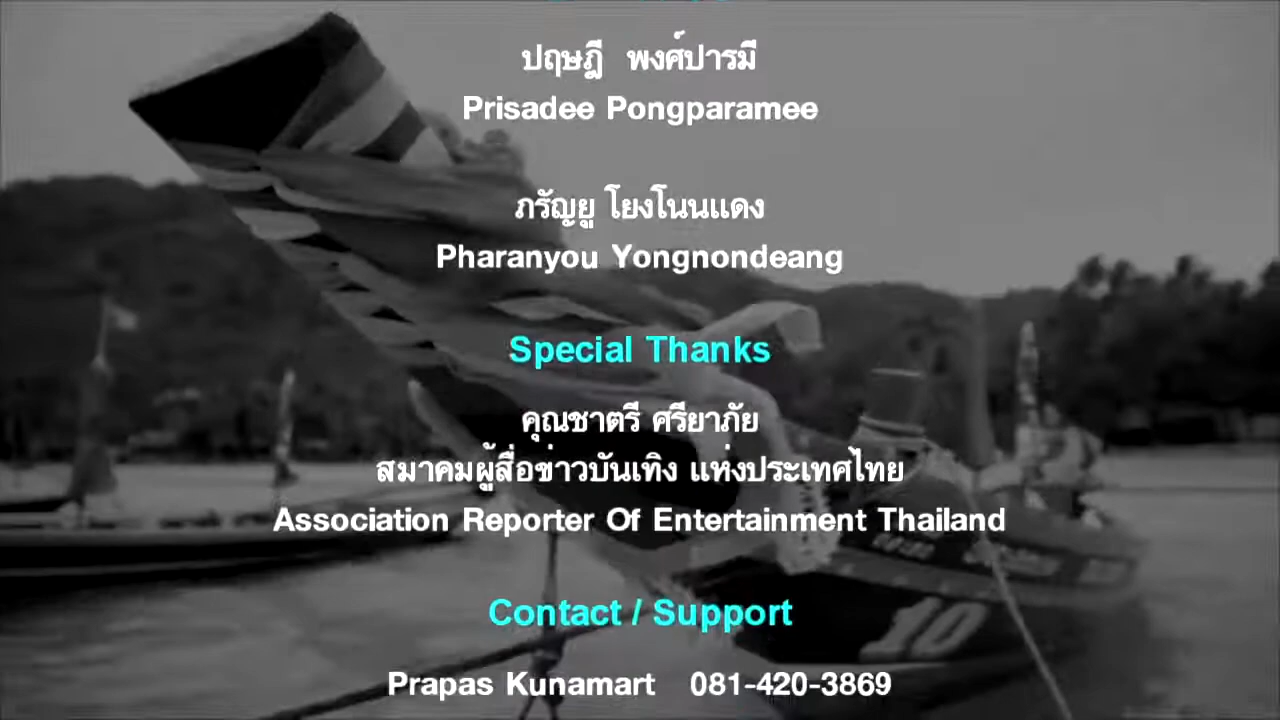 ปฤษฎี พงศ์ปารมี
Prisadee Pongparamee
ภรัญยู โยงโนนแดง
Pharanyou Yongnondeang
Special Thanks
คุณชาตรี ศรียาภัย
สมาคมผู้สื่อข่าวบันเทิง แห่งประเทศไทย
Association Reporter Of Entertainment Thailand
10
Contact / Support
Prapas Kunamart 081-420-3869